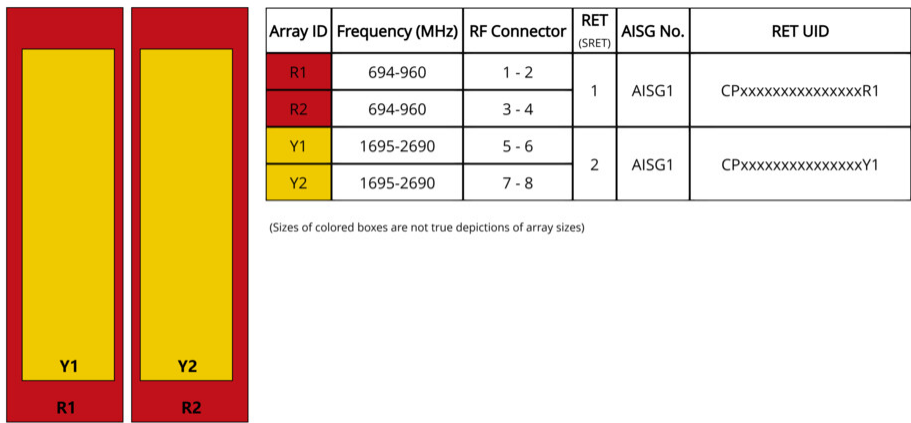 Array ID Frequency (MHz) RF Connector RET (SRET) AISG No. RET UID
R1 694-960 1 - 2 1 AISG1 CPxxxxxxxxxxxxxxxxR1
R2 694-960 3 - 4
Y1 1695-2690 5 - 6 2 AISG1 CPxxxxxxxxxxxxxxxxY1
Y2 1695-2690 7 - 8
(Sizes of colored boxes are not true depictions of array sizes)
Y1 Y2
R1 R2